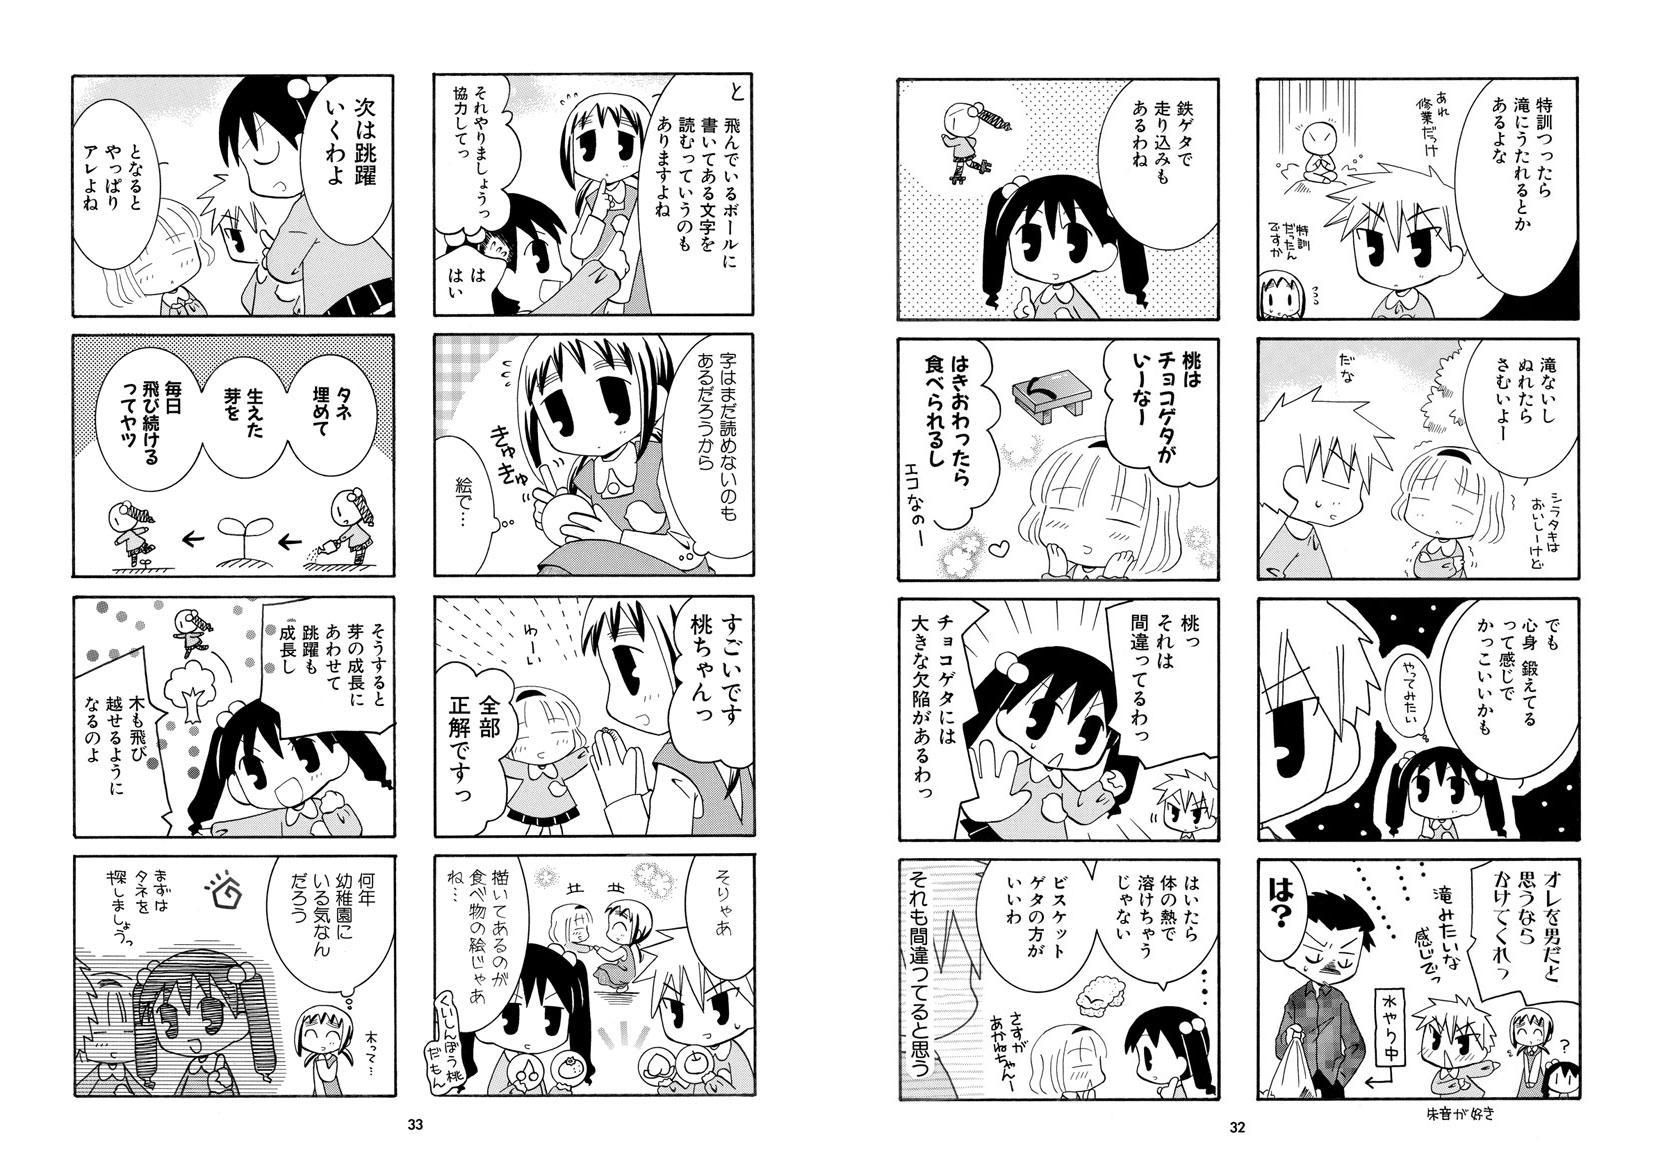 特訓つったら
滝にうたれるとか
あるよな
あれ
修業だっけ
特訓
だったん
ですか
滝ないし
ぬれたら
さむいよー
だな
シラタキは
おいしーけど
でも
心身 鍛えてる
って感じで
かっこいいかも
やってみたい
オレを男だと
思うなら
かけてくれっ
滝みたいな
感じでっ
は？
水やり中
？
朱音が好き
鉄ゲタで
走り込みも
あるわね
桃は
チョコゲタが
いーなー
はきおわったら
食べられるし
エコなのー
桃っ
それは
間違ってるわっ
チョコゲタには
大きな欠陥があるわっ
はいたら
体の熱で
溶けちゃう
じゃない
ビスケット
ゲタの方が
いいわ
さすが
あかねちゃんー
それも間違ってると思う
32
と
飛んでいるボールに
書いてある文字を
読むっていうのも
ありますよね
それやりましょうっ
協力してっ
は
はい
字はまだ読めないのも
あるだろうから
絵で…
きゅっ
きゅっ
すごいです
桃ちゃんっ
わーい
全部
正解ですっ
そりゃあ
描いてあるのが
食べ物の絵じゃあ
ね…
くいしんぼう桃
だもん
次は跳躍
いくわよ
となると
やっぱり
アレよね
タネ
埋めて
生えた
芽を
毎日
飛び続ける
ってヤツ
そうすると
芽の成長に
あわせて
跳躍も
成長し
木も飛び
越せるように
なるのよ
何年
幼稚園に
いる気なん
だろう
木って…
まずは
タネを
探しましょうっ
33